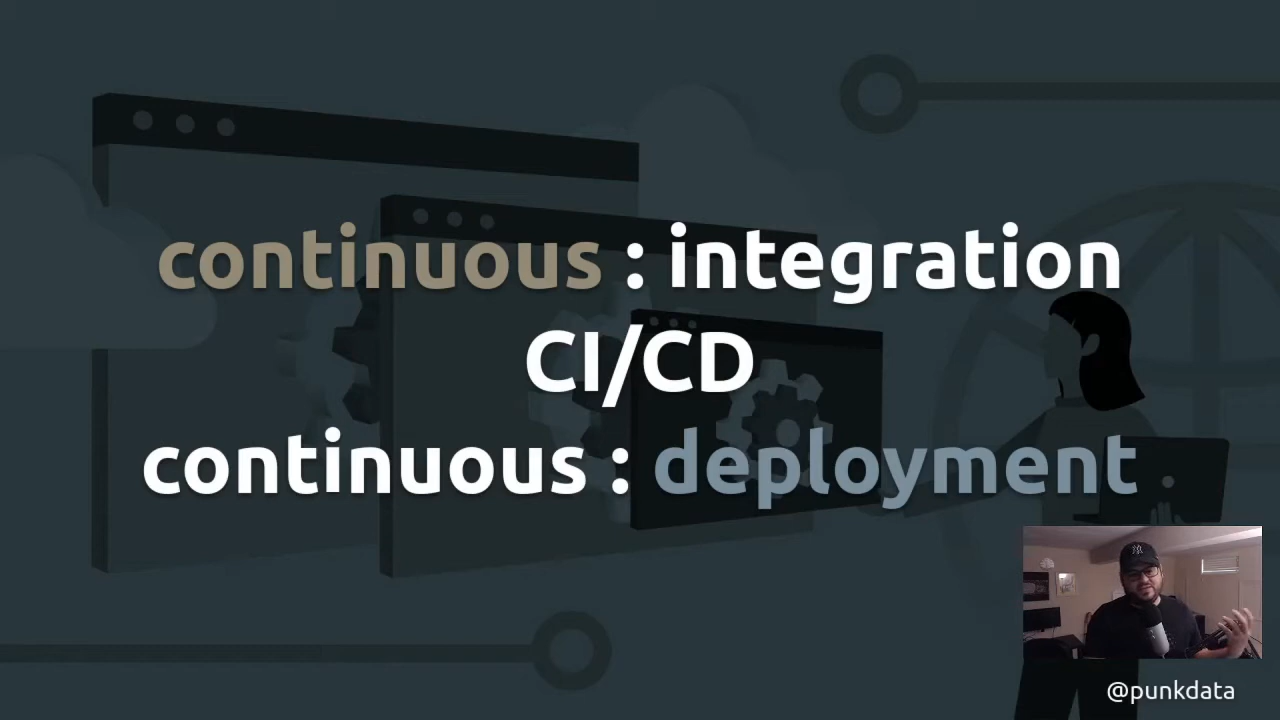 continuous : integration
CI/CD
continuous : deployment
@punkdata